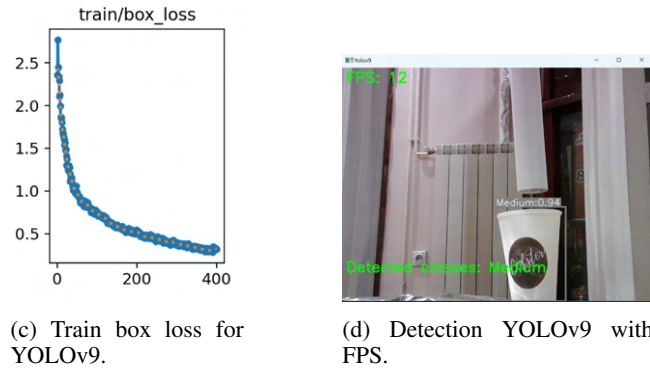 train/box_loss
2.5
2.0
1.5
1.0
0.5
0 200 400
(c) Train box loss for
YOLOv9.
Yolov9
FPS: 12
Medium:0.94
Detected classes: Medium
(d) Detection YOLOv9 with
FPS.